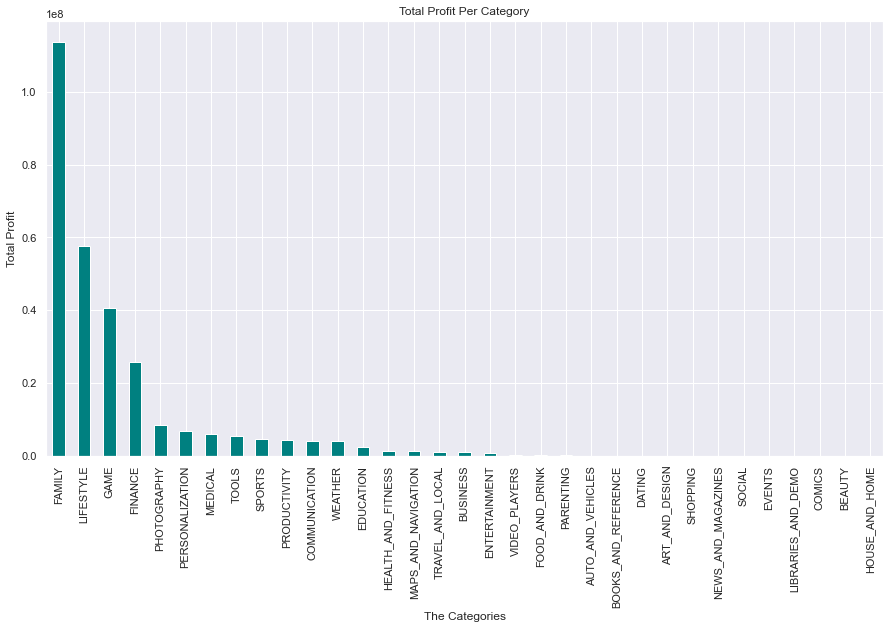 Total Profit Per Category
1e8
1.0
0.8
0.6
0.4
0.2
0.0
Total Profit
FAMILY
LIFESTYLE
GAME
FINANCE
PHOTOGRAPHY
PERSONALIZATION
MEDICAL
TOOLS
SPORTS
PRODUCTIVITY
COMMUNICATION
WEATHER
EDUCATION
HEALTH_AND_FITNESS
MAPS_AND_NAVIGATION
TRAVEL_AND_LOCAL
BUSINESS
ENTERTAINMENT
VIDEO_PLAYERS
FOOD_AND_DRINK
PARENTING
AUTO_AND_VEHICLES
BOOKS_AND_REFERENCE
DATING
ART_AND_DESIGN
SHOPPING
NEWS_AND_MAGAZINES
SOCIAL
EVENTS
LIBRARIES_AND_DEMO
COMICS
BEAUTY
HOUSE_AND_HOME
The Categories